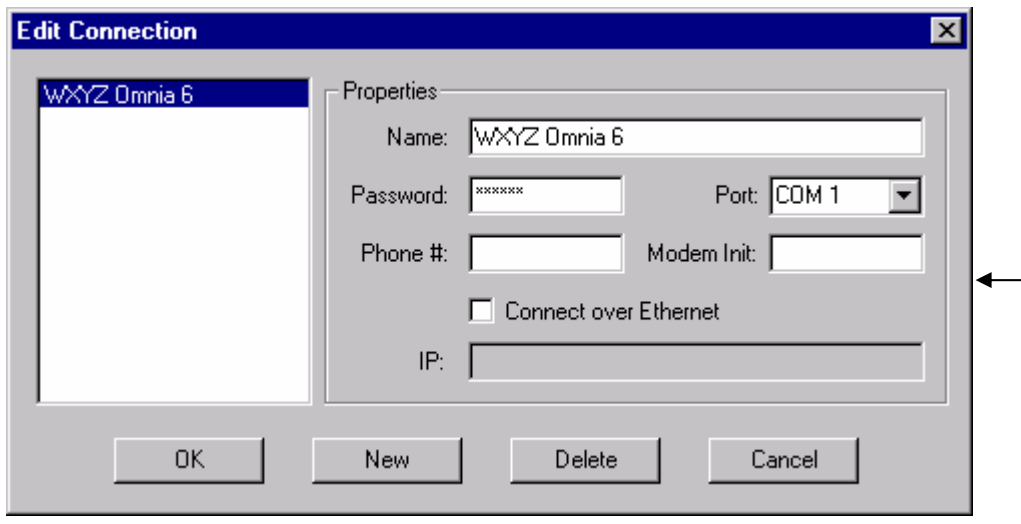 Edit Connection
WXYZ Omnia 6
Properties
Name: WXYZ Omnia 6
Password: ****** Port: COM 1
Phone #: Modem Init:
Connect over Ethernet
IP:
OK New Delete Cancel